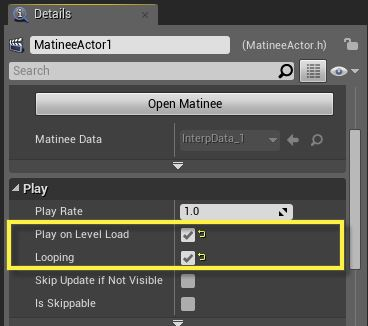 Details
MatineeActor1 (MatineeActor.h)
Search
Open Matinee
Matinee Data InterpData_1
Play
Play Rate 1.0
Play on Level Load
Looping
Skip Update if Not Visible
Is Skippable